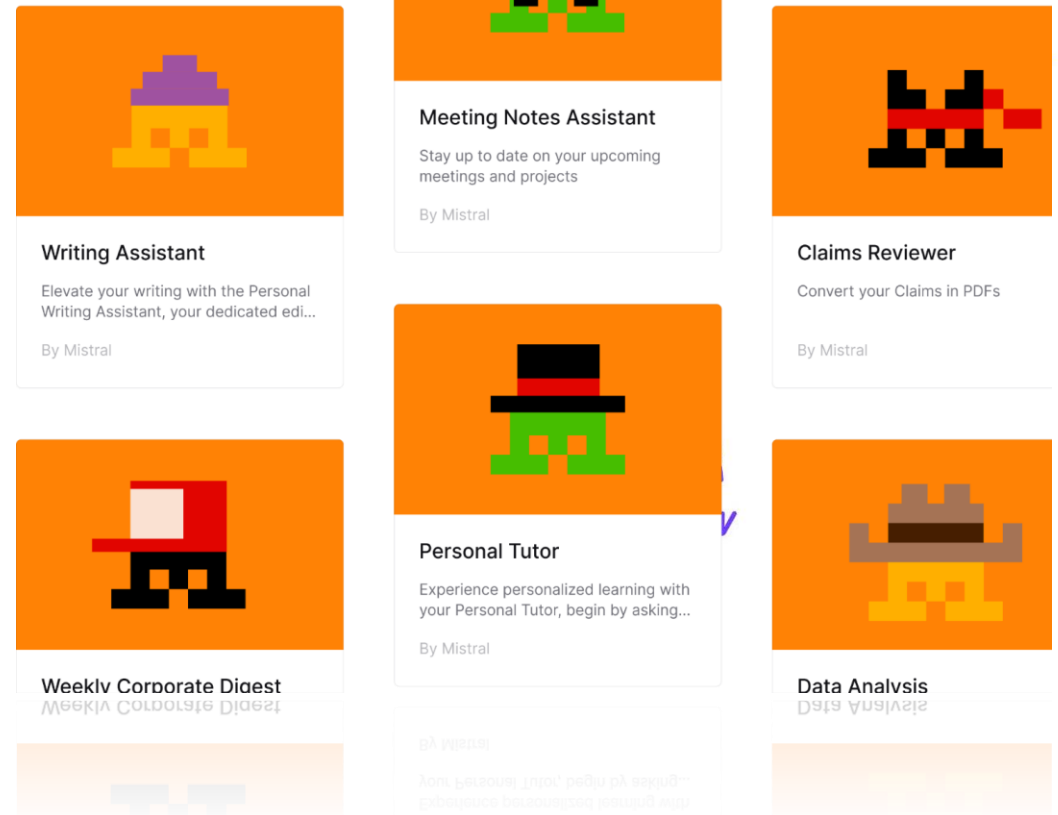 Meeting Notes Assistant
Stay up to date on your upcoming
meetings and projects
By Mistral
Writing Assistant
Elevate your writing with the Personal
Writing Assistant, your dedicated edi...
By Mistral
Claims Reviewer
Convert your Claims in PDFs
By Mistral
Personal Tutor
Experience personalized learning with
your Personal Tutor, begin by asking...
By Mistral
Weekly Corporate Digest
Data Analysis